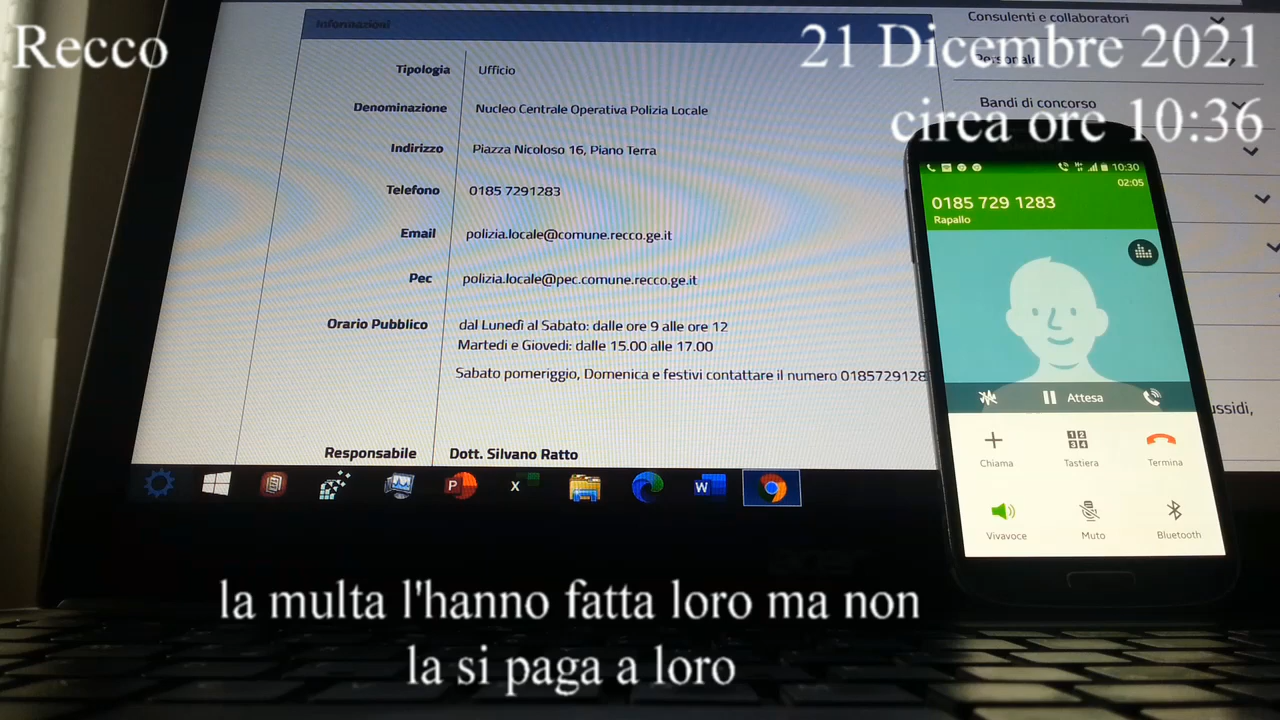 Recco
21 Dicembre 2021
circa ore 10:36
Informazioni
Tipologia Ufficio
Denominazione Nucleo Centrale Operativa Polizia Locale
Indirizzo Piazza Nicoloso 16, Piano Terra
Telefono 0185 7291283
Email polizia.locale@comune.recco.ge.it
Pec polizia.locale@pec.comune.recco.ge.it
Orario Pubblico dal Lunedì al Sabato: dalle ore 9 alle ore 12
Martedi e Giovedi: dalle 15.00 alle 17.00
Sabato pomeriggio, Domenica e festivi contattare il numero 0185729128
Responsabile Dott. Silvano Ratto
Consulenti e collaboratori
Personale
Bandi di concorso
ussidi,
10:30
02:05
0185 729 1283
Rapallo
Attesa
Chiama Tastiera Termina
Vivavoce Muto Bluetooth
P X W
acer
la multa l'hanno fatta loro ma non
la si paga a loro